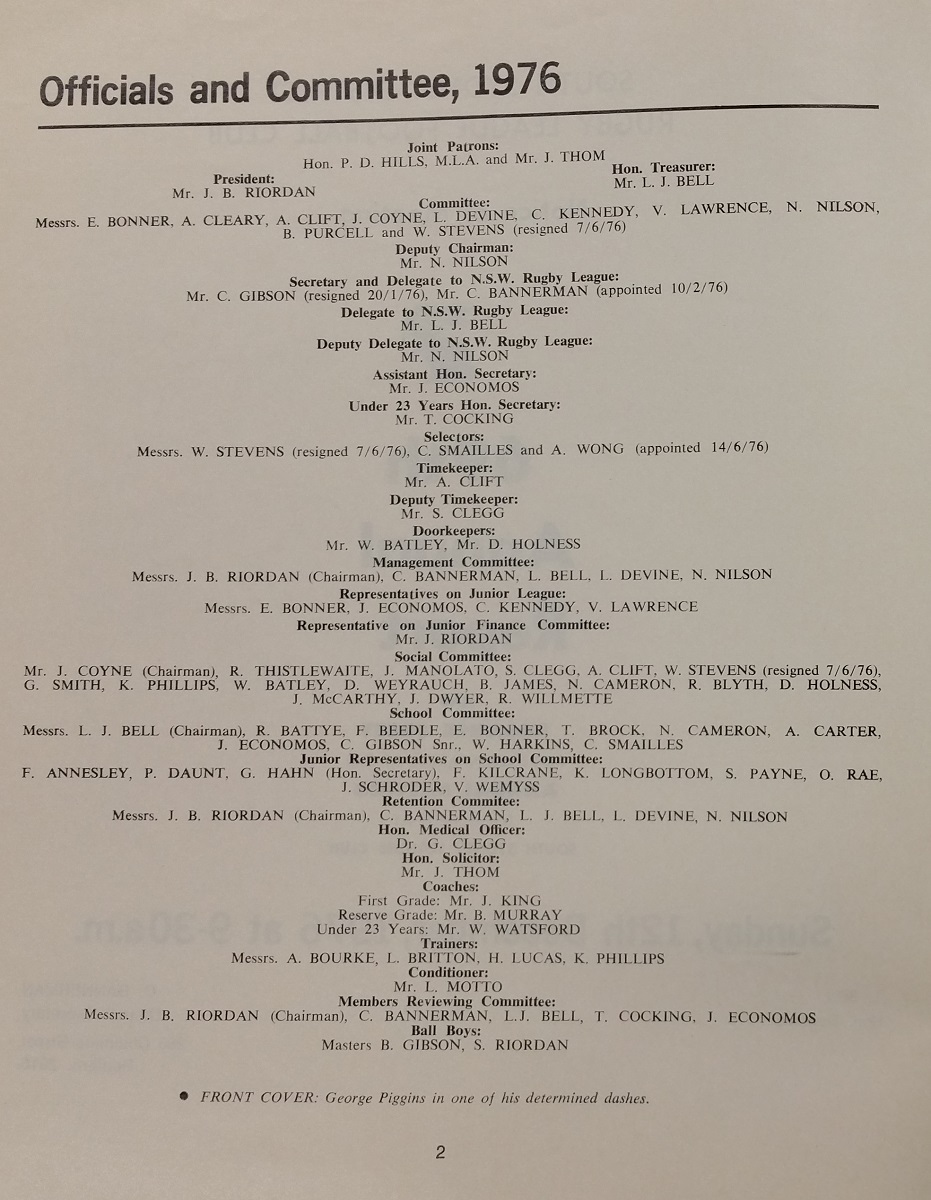 Officials and Committee, 1976
Joint Patrons:
Hon. P. D. HILLS, M.L.A. and Mr. J. THOM
President:
Mr. J. B. RIORDAN
Hon. Treasurer:
Mr. L. J. BELL
Committee:
Messrs. E. BONNER, A. CLEARY, A. CLIFT, J. COYNE, L. DEVINE, C. KENNEDY, V. LAWRENCE, N. NILSON,
B. PURCELL and W. STEVENS (resigned 7/6/76)
Deputy Chairman:
Mr. N. NILSON
Secretary and Delegate to N.S.W. Rugby League:
Mr. C. GIBSON (resigned 20/1/76), Mr. C. BANNERMAN (appointed 10/2/76)
Delegate to N.S.W. Rugby League:
Mr. L. J. BELL
Deputy Delegate to N.S.W. Rugby League:
Mr. N. NILSON
Assistant Hon. Secretary:
Mr. J. ECONOMOS
Under 23 Years Hon. Secretary:
Mr. T. COCKING
Selectors:
Messrs. W. STEVENS (resigned 7/6/76), C. SMAILLES and A. WONG (appointed 14/6/76)
Timekeeper:
Mr. A. CLIFT
Deputy Timekeeper:
Mr. S. CLEGG
Doorkeepers:
Mr. W. BATLEY, Mr. D. HOLNESS
Management Committee:
Messrs. J. B. RIORDAN (Chairman), C. BANNERMAN, L. BELL, L. DEVINE, N. NILSON
Representatives on Junior League:
Messrs. E. BONNER, J. ECONOMOS, C. KENNEDY, V. LAWRENCE
Representative on Junior Finance Committee:
Mr. J. RIORDAN
Social Committee:
Mr. J. COYNE (Chairman), R. THISTLEWAITE, J. MANOLATO, S. CLEGG, A. CLIFT, W. STEVENS (resigned 7/6/76),
G. SMITH, K. PHILLIPS, W. BATLEY, D. WEYRAUCH, B. JAMES, N. CAMERON, R. BLYTH, D. HOLNESS,
J. McCARTHY, J. DWYER, R. WILLMETTE
School Committee:
Messrs. L. J. BELL (Chairman), R. BATTYE, F. BEEDLE, E. BONNER, T. BROCK, N. CAMERON, A. CARTER,
J. ECONOMOS, C. GIBSON Snr., W. HARKINS, C. SMAILLES
Junior Representatives on School Committee:
F. ANNESLEY, P. DAUNT, G. HAHN (Hon. Secretary), F. KILCRANE, K. LONGBOTTOM, S. PAYNE, O. RAE,
J. SCHRODER, V. WEMYSS
Retention Commitee:
Messrs. J. B. RIORDAN (Chairman), C. BANNERMAN, L. J. BELL, L. DEVINE, N. NILSON
Hon. Medical Officer:
Dr. G. CLEGG
Hon. Solicitor:
Mr. J. THOM
Coaches:
First Grade: Mr. J. KING
Reserve Grade: Mr. B. MURRAY
Under 23 Years: Mr. W. WATSFORD
Trainers:
Messrs. A. BOURKE, L. BRITTON, H. LUCAS, K. PHILLIPS
Conditioner:
Mr. L. MOTTO
Members Reviewing Committee:
Messrs. J. B. RIORDAN (Chairman), C. BANNERMAN, L.J. BELL, T. COCKING, J. ECONOMOS
Ball Boys:
Masters B. GIBSON, S. RIORDAN
● FRONT COVER: George Piggins in one of his determined dashes.
2